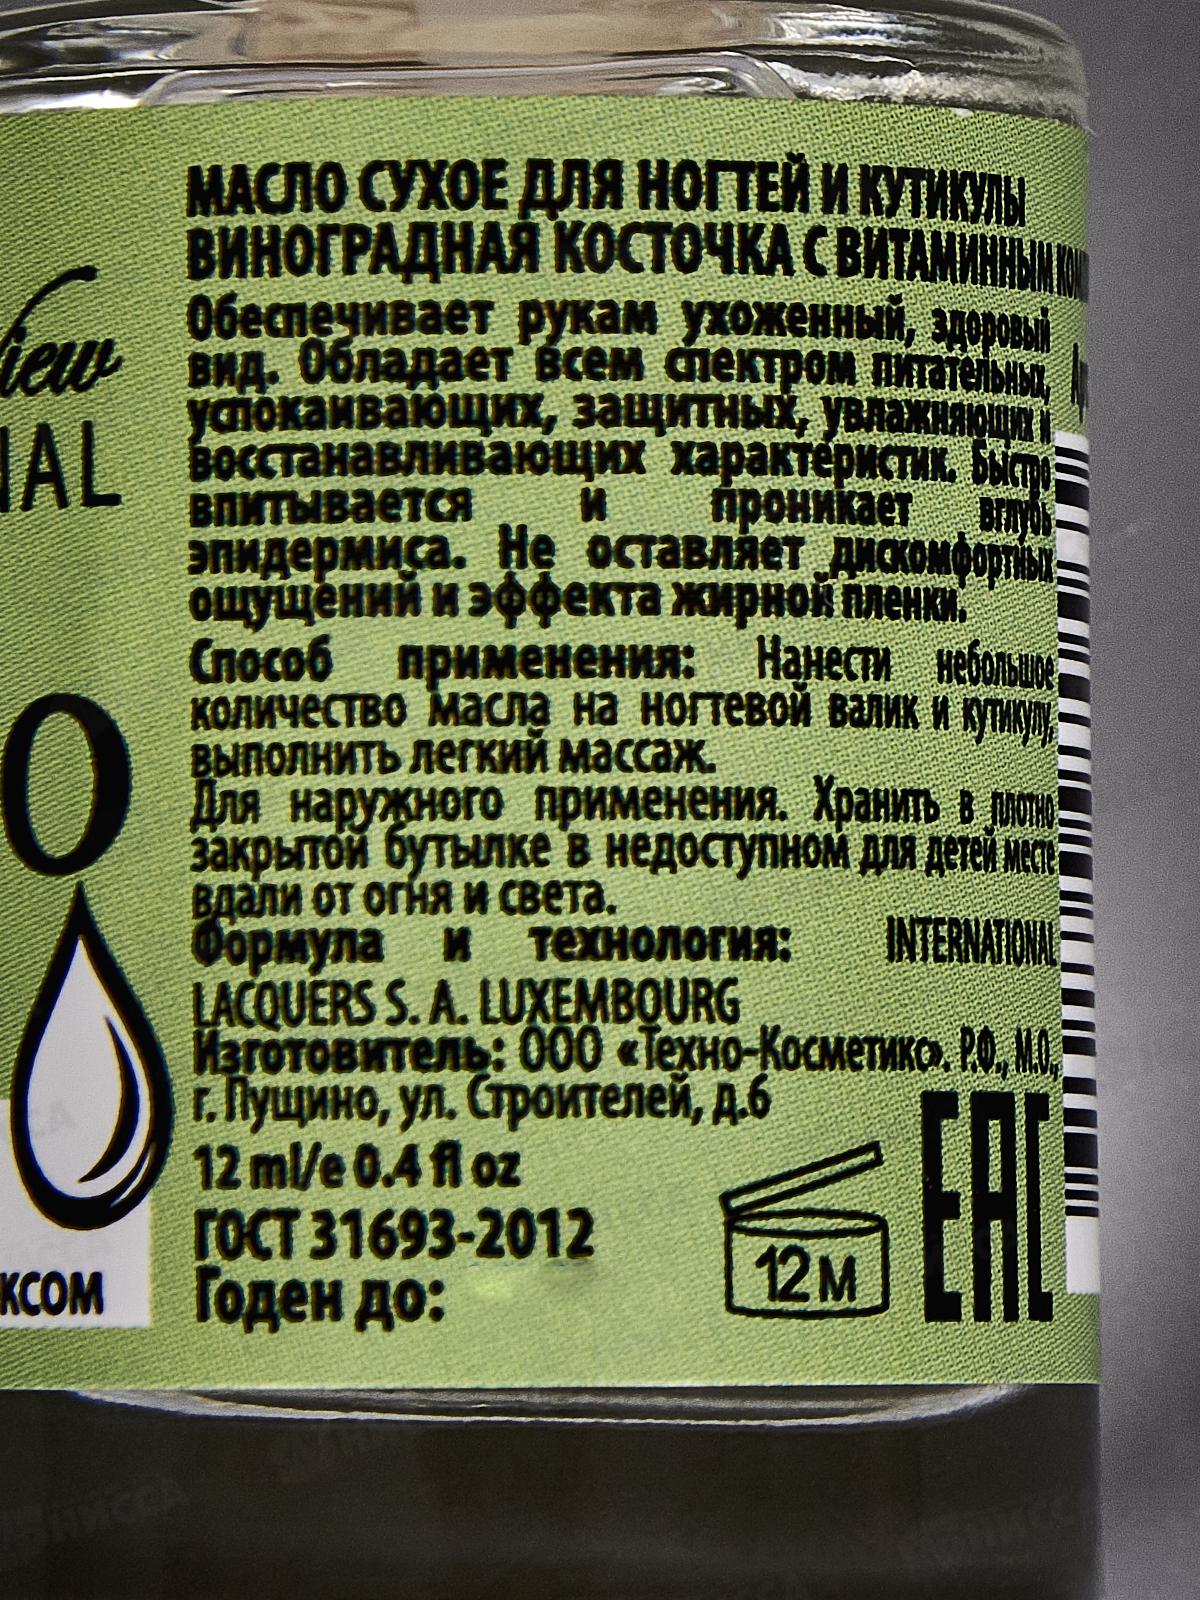 МАСЛО СУХОЕ ДЛЯ НОГТЕЙ И КУТИКУЛЫ
ВИНОГРАДНАЯ КОСТОЧКА С ВИТАМИННЫМ
Обеспечивает рукам ухоженный, здоровый
вид. Обладает всем спектром питательных,
успокаивающих, защитных, увлажняющих и
восстанавливающих характеристик. Быстро
впитывается и проникает вглубь
эпидермиса. Не оставляет дискомфортных
ощущений и эффекта жирной пленки.
Способ применения: Нанести небольшое
количество масла на ногтевой валик и кутикулу,
выполнить легкий массаж.
Для наружного применения. Хранить в плотно
закрытой бутылке в недоступном для детей месте
вдали от огня и света.
Формула и технология: INTERNATIONAL
LACQUERS S. A. LUXEMBOURG
Изготовитель: ООО «Техно-Косметик». Р.Ф., М.О.,
г. Пущино, ул. Строителей, д.6
12 ml/e 0.4 fl oz
ГОСТ 31693-2012
Годен до:
12 M
EAC